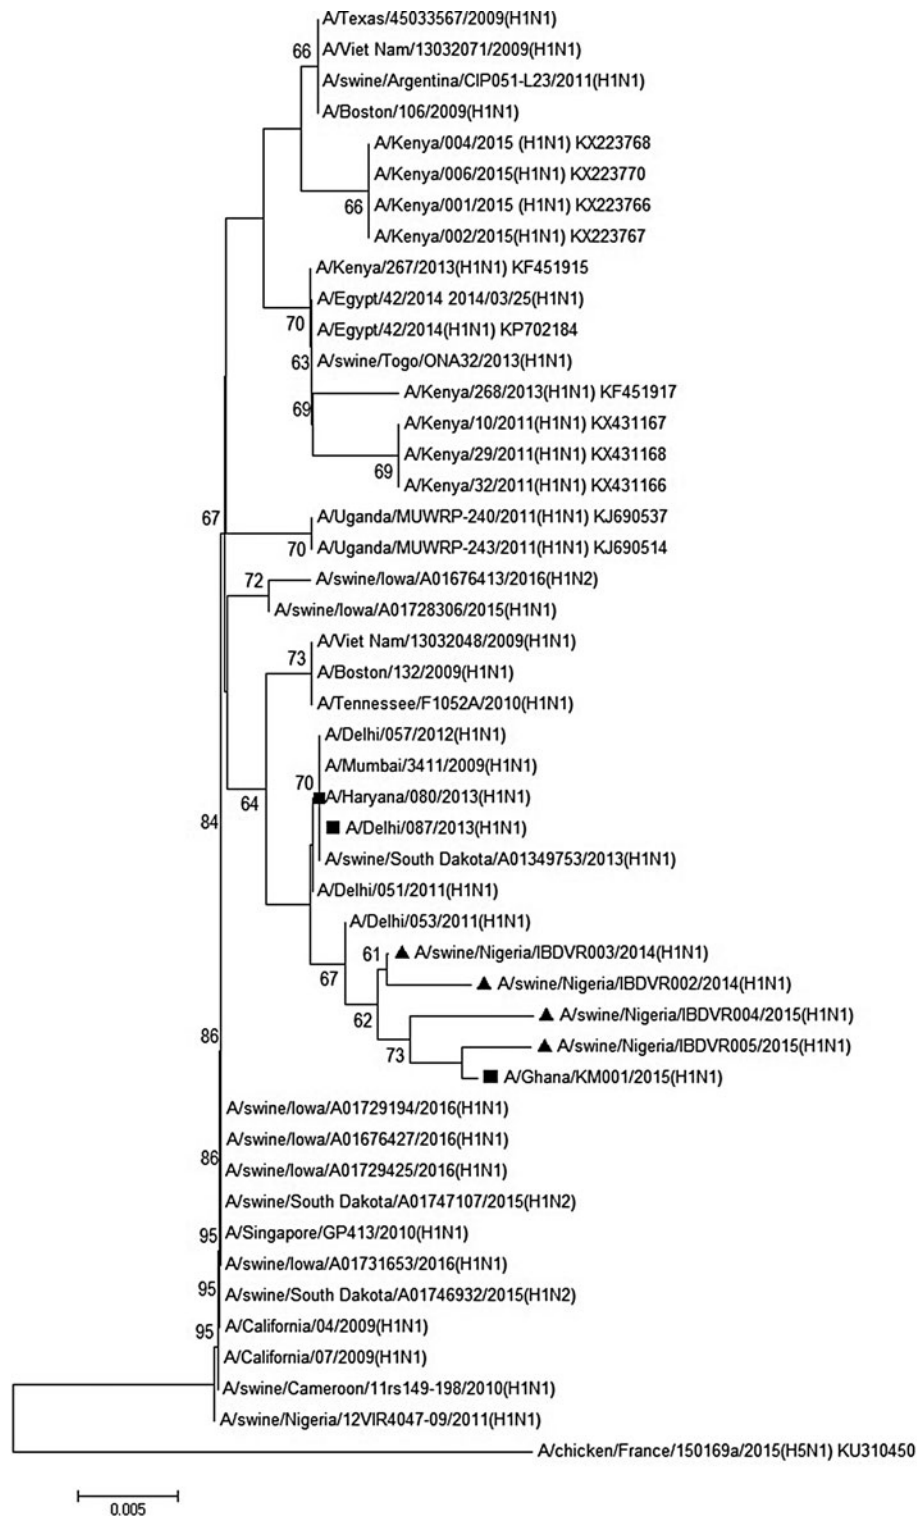 A/Texas/45033567/2009(H1N1)
66
A/Viet Nam/13032071/2009(H1N1)
A/swine/Argentina/CIP051-L23/2011(H1N1)
A/Boston/106/2009(H1N1)
A/Kenya/004/2015 (H1N1) KX223768
A/Kenya/006/2015(H1N1) KX223770
66
A/Kenya/001/2015 (H1N1) KX223766
A/Kenya/002/2015(H1N1) KX223767
A/Kenya/267/2013(H1N1) KF451915
A/Egypt/42/2014 2014/03/25(H1N1)
70
A/Egypt/42/2014(H1N1) KP702184
63
A/swine/Togo/ONA32/2013(H1N1)
A/Kenya/268/2013(H1N1) KF451917
69
A/Kenya/10/2011(H1N1) KX431167
A/Kenya/29/2011(H1N1) KX431168
69
A/Kenya/32/2011(H1N1) KX431166
67
A/Uganda/MUWRP-240/2011(H1N1) KJ690537
70
A/Uganda/MUWRP-243/2011(H1N1) KJ690514
72
A/swine/Iowa/A01676413/2016(H1N2)
A/swine/Iowa/A01728306/2015(H1N1)
A/Viet Nam/13032048/2009(H1N1)
73
A/Boston/132/2009(H1N1)
A/Tennessee/F1052A/2010(H1N1)
A/Delhi/057/2012(H1N1)
A/Mumbai/3411/2009(H1N1)
70
A/Haryana/080/2013(H1N1)
64
84
A/Delhi/087/2013(H1N1)
A/swine/South Dakota/A01349753/2013(H1N1)
A/Delhi/051/2011(H1N1)
A/Delhi/053/2011(H1N1)
61
A/swine/Nigeria/IBDVR003/2014(H1N1)
67
A/swine/Nigeria/IBDVR002/2014(H1N1)
62
A/swine/Nigeria/IBDVR004/2015(H1N1)
86
73
A/swine/Nigeria/IBDVR005/2015(H1N1)
A/Ghana/KM001/2015(H1N1)
A/swine/Iowa/A01729194/2016(H1N1)
A/swine/Iowa/A01676427/2016(H1N1)
86
A/swine/Iowa/A01729425/2016(H1N1)
A/swine/South Dakota/A01747107/2015(H1N2)
95
A/Singapore/GP413/2010(H1N1)
A/swine/Iowa/A01731653/2016(H1N1)
95
A/swine/South Dakota/A01746932/2015(H1N2)
95
A/California/04/2009(H1N1)
A/California/07/2009(H1N1)
A/swine/Cameroon/11rs149-198/2010(H1N1)
A/swine/Nigeria/12VIR4047-09/2011(H1N1)
A/chicken/France/150169a/2015(H5N1) KU310450
0.005